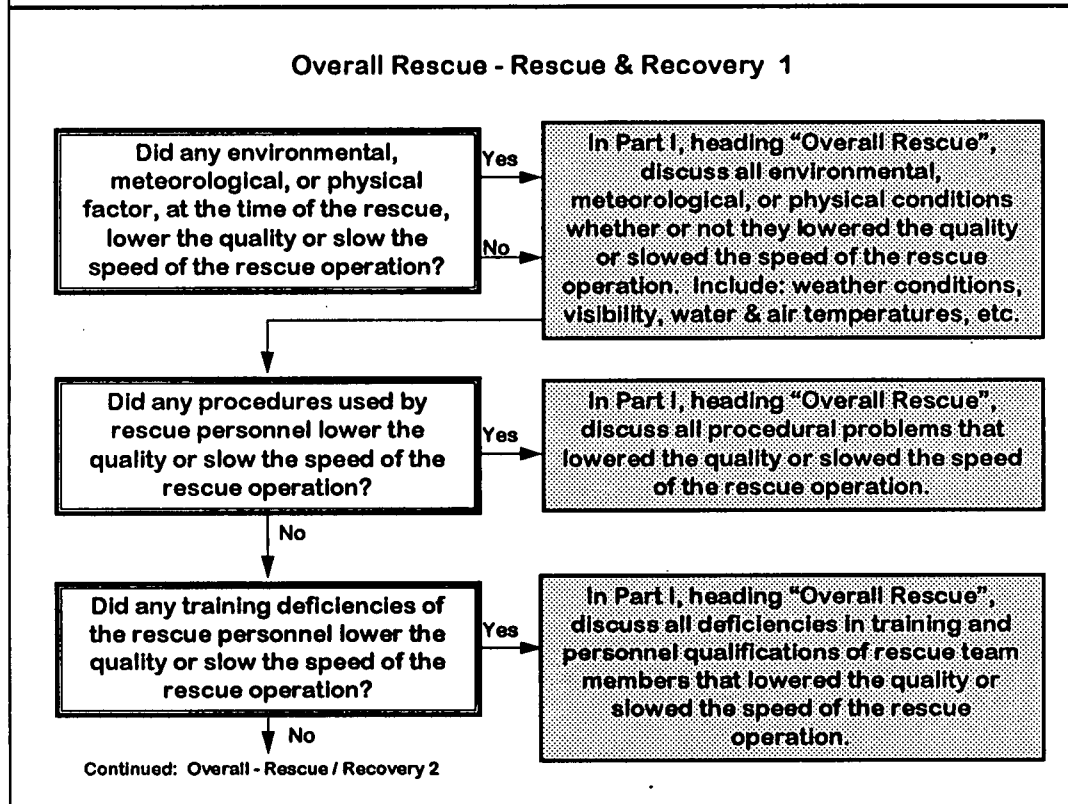 Overall Rescue - Rescue & Recovery 1
Did any environmental,
meteorological, or physical
factor, at the time of the rescue,
lower the quality or slow the
speed of the rescue operation?
Yes
No
In Part I, heading “Overall Rescue”,
discuss all environmental,
meteorological, or physical conditions
whether or not they lowered the quality
or slowed the speed of the rescue
operation. Include: weather conditions,
visibility, water & air temperatures, etc.
Did any procedures used by
rescue personnel lower the
quality or slow the speed of the
rescue operation?
Yes
In Part I, heading “Overall Rescue”,
discuss all procedural problems that
lowered the quality or slowed the speed
of the rescue operation.
No
Did any training deficiencies of
the rescue personnel lower the
quality or slow the speed of the
rescue operation?
Yes
In Part I, heading “Overall Rescue”,
discuss all deficiencies in training and
personnel qualifications of rescue team
members that lowered the quality or
slowed the speed of the rescue
operation.
No
Continued: Overall - Rescue / Recovery 2